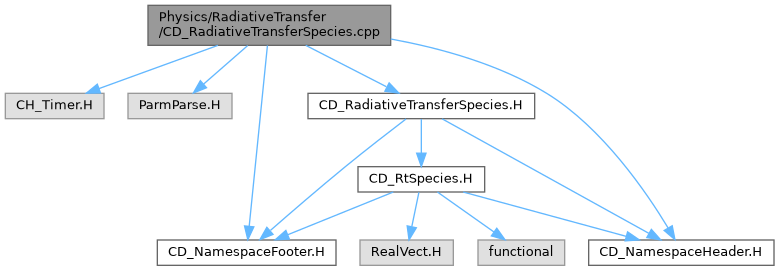 Physics/RadiativeTransfer
/CD_RadiativeTransferSpecies.cpp
CH_Timer.H
ParmParse.H
CD_RadiativeTransferSpecies.H
CD_RtSpecies.H
CD_NamespaceFooter.H
RealVect.H
functional
CD_NamespaceHeader.H